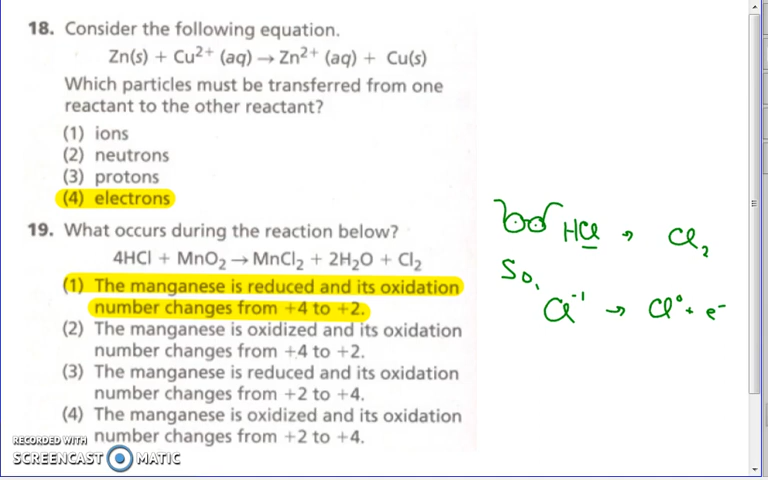 18. Consider the following equation.
Zn(s) + Cu²⁺ (aq) → Zn²⁺ (aq) + Cu(s)
Which particles must be transferred from one
reactant to the other reactant?
(1) ions
(2) neutrons
(3) protons
(4) electrons
19. What occurs during the reaction below?
4HCl + MnO₂ → MnCl₂ + 2H₂O + Cl₂
(1) The manganese is reduced and its oxidation
number changes from +4 to +2.
(2) The manganese is oxidized and its oxidation
number changes from +4 to +2.
(3) The manganese is reduced and its oxidation
number changes from +2 to +4.
(4) The manganese is oxidized and its oxidation
number changes from +2 to +4.
HCl → Cl₂
So,
Cl⁻¹ → Cl⁰ + e⁻
RECORDED WITH
SCREENCAST MATIC